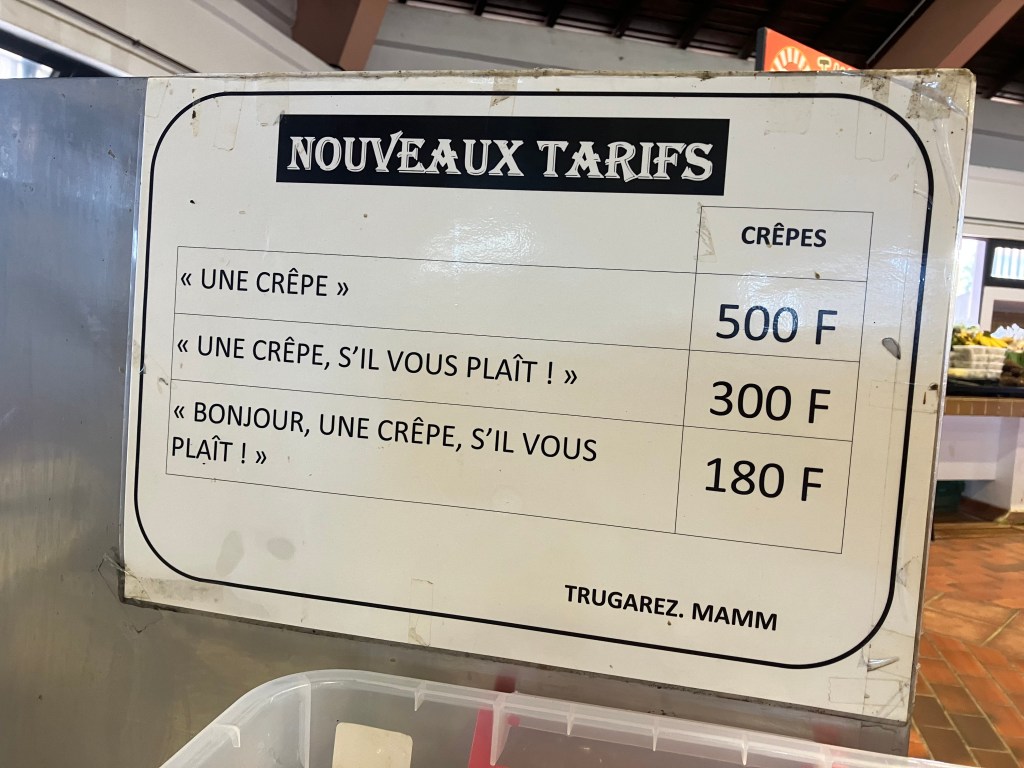 NOUVEAUX TARIFS
CRÊPES
« UNE CRÊPE » 500 F
« UNE CRÊPE, S’IL VOUS PLAÎT ! » 300 F
« BONJOUR, UNE CRÊPE, S’IL VOUS
PLAÎT ! » 180 F
TRUGAREZ. MAMM